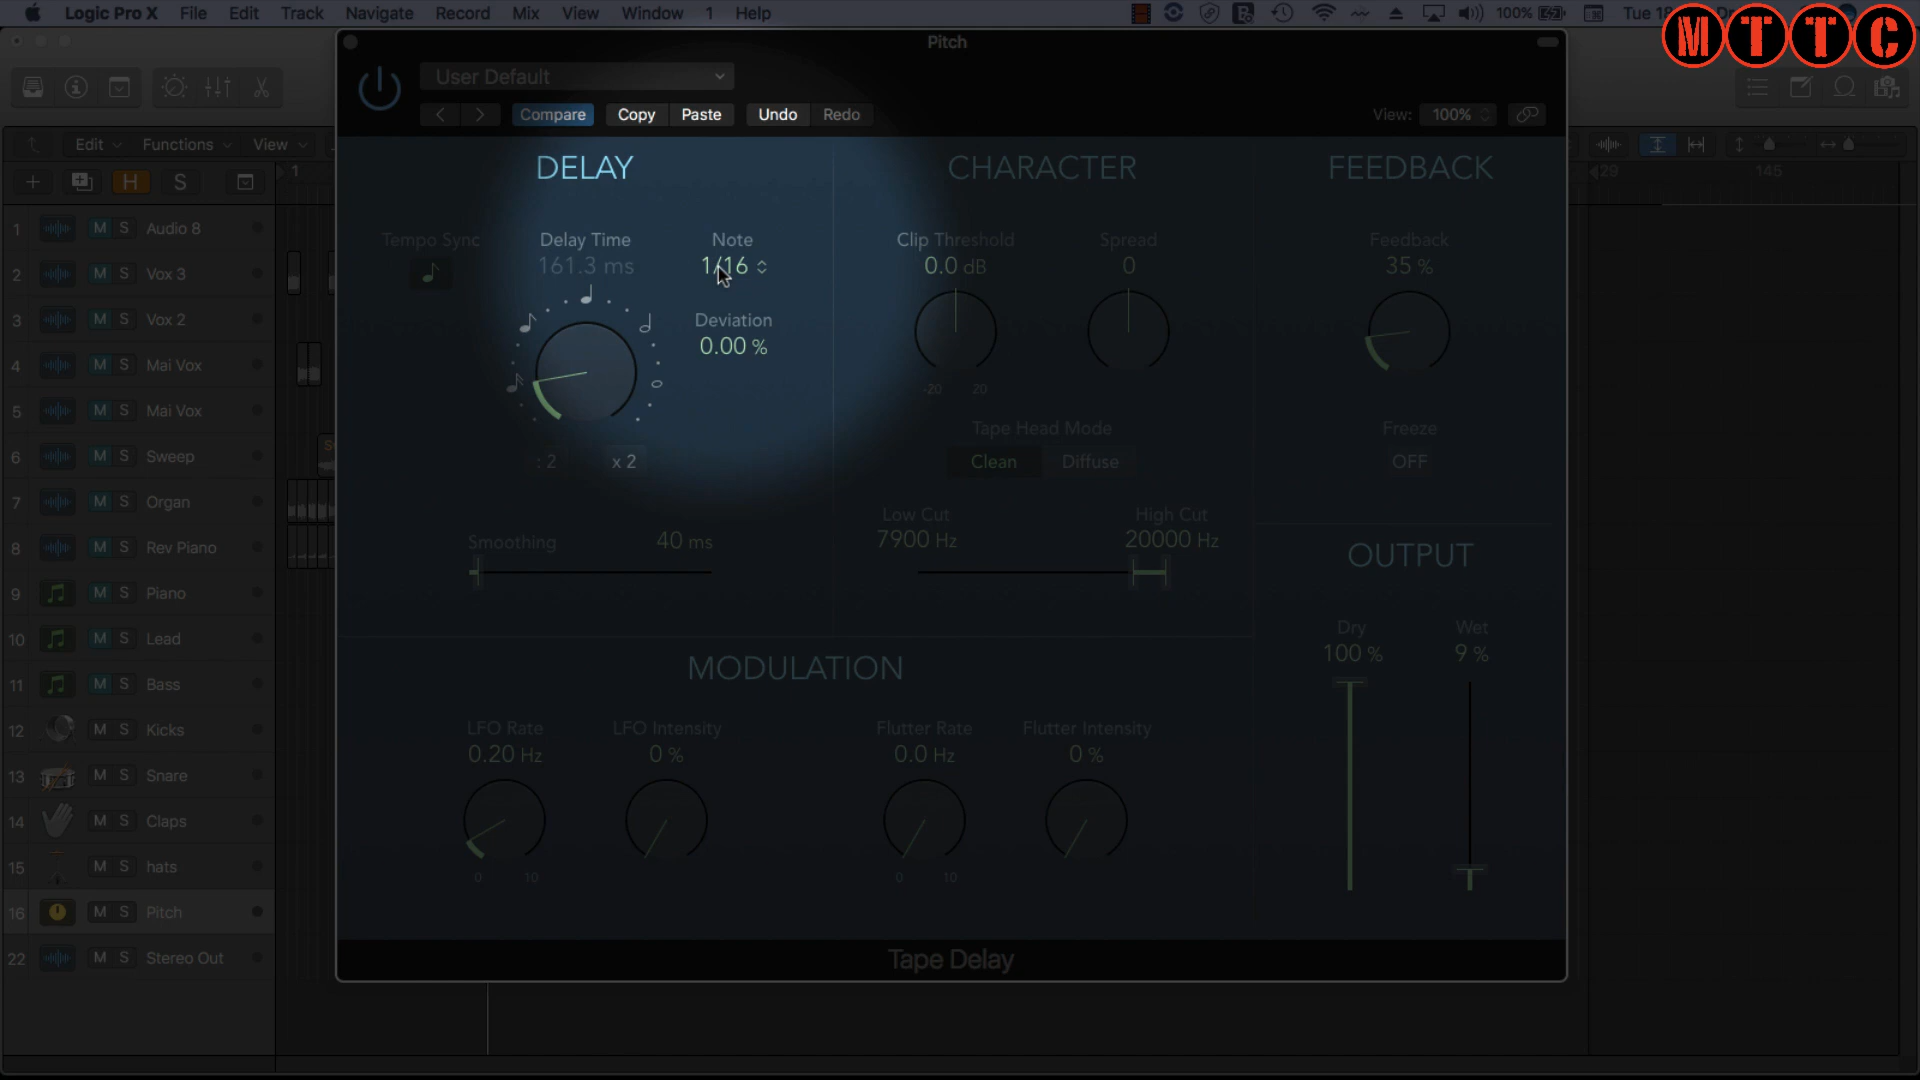 Logic Pro X File Edit Track Navigate Record Mix View Window 1 Help
100% Tue 18
MTTC
Pitch
User Default
Compare Copy Paste Undo Redo
View: 100%
Edit Functions View
+ H S
1
129 145
DELAY CHARACTER FEEDBACK
Tempo Sync Delay Time Note Clip Threshold Spread Feedback
161.3 ms 1/16 0.0 dB 0 35 %
Deviation
0.00 %
-20 20
: 2 x 2
Tape Head Mode Freeze
Clean Diffuse OFF
Smoothing 40 ms
Low Cut High Cut
7900 Hz 20000 Hz
OUTPUT
Dry Wet
100 % 9 %
MODULATION
LFO Rate LFO Intensity Flutter Rate Flutter Intensity
0.20 Hz 0 % 0.0 Hz 0 %
0 10 0 10
Tape Delay
1 M S Audio 8
2 M S Vox 3
3 M S Vox 2
4 M S Mai Vox
5 M S Mai Vox
6 M S Sweep
7 M S Organ
8 M S Rev Piano
9 M S Piano
10 M S Lead
11 M S Bass
12 M S Kicks
13 M S Snare
14 M S Claps
15 M S hats
16 M S Pitch
22 M S Stereo Out